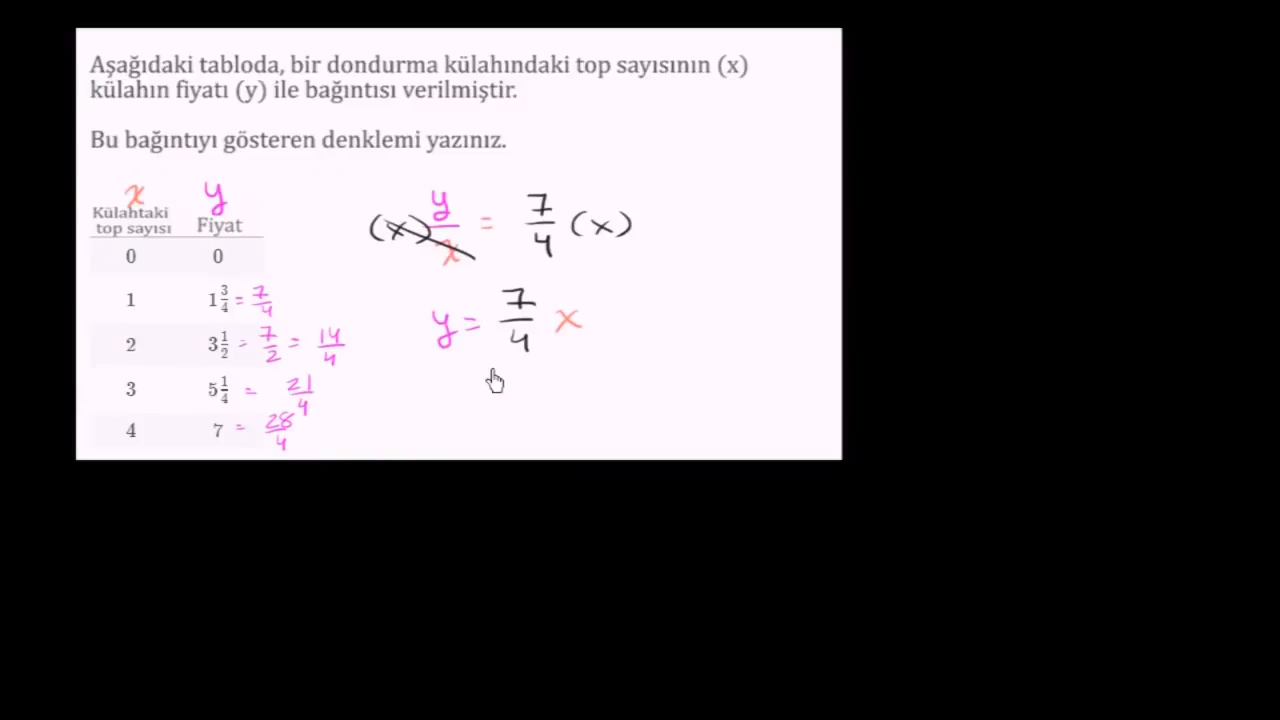 Aşağıdaki tabloda, bir dondurma külahındaki top sayısının (x)
külahın fiyatı (y) ile bağıntısı verilmiştir.
Bu bağıntıyı gösteren denklemi yazınız.
x y
Külahtaki top sayısı Fiyat
0 0
1 1 3/4 = 7/4
2 3 1/2 = 7/2 = 14/4
3 5 1/4 = 21/4
4 7 = 28/4
(x) y/x = 7/4 (x)
y = 7/4 x